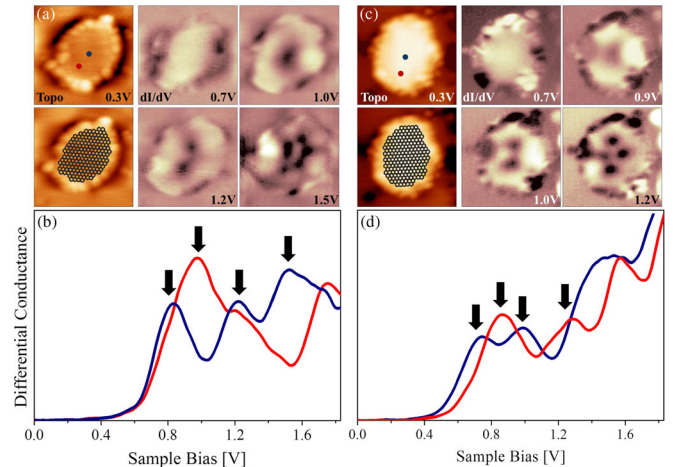 (a)
Topo 0.3V
dI/dV 0.7V
1.0V
1.2V
1.5V
(c)
Topo 0.3V
dI/dV 0.7V
0.9V
1.0V
1.2V
(b)
Differential Conductance
0.0 0.4 0.8 1.2 1.6
Sample Bias [V]
(d)
0.0 0.4 0.8 1.2 1.6
Sample Bias [V]